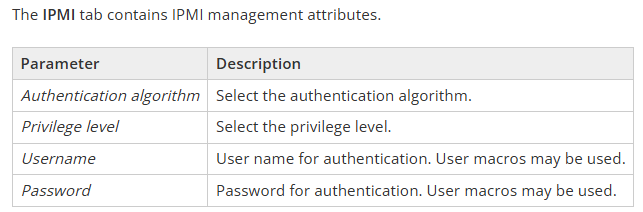 The IPMI tab contains IPMI management attributes.
Parameter Description
Authentication algorithm Select the authentication algorithm.
Privilege level Select the privilege level.
Username User name for authentication. User macros may be used.
Password Password for authentication. User macros may be used.